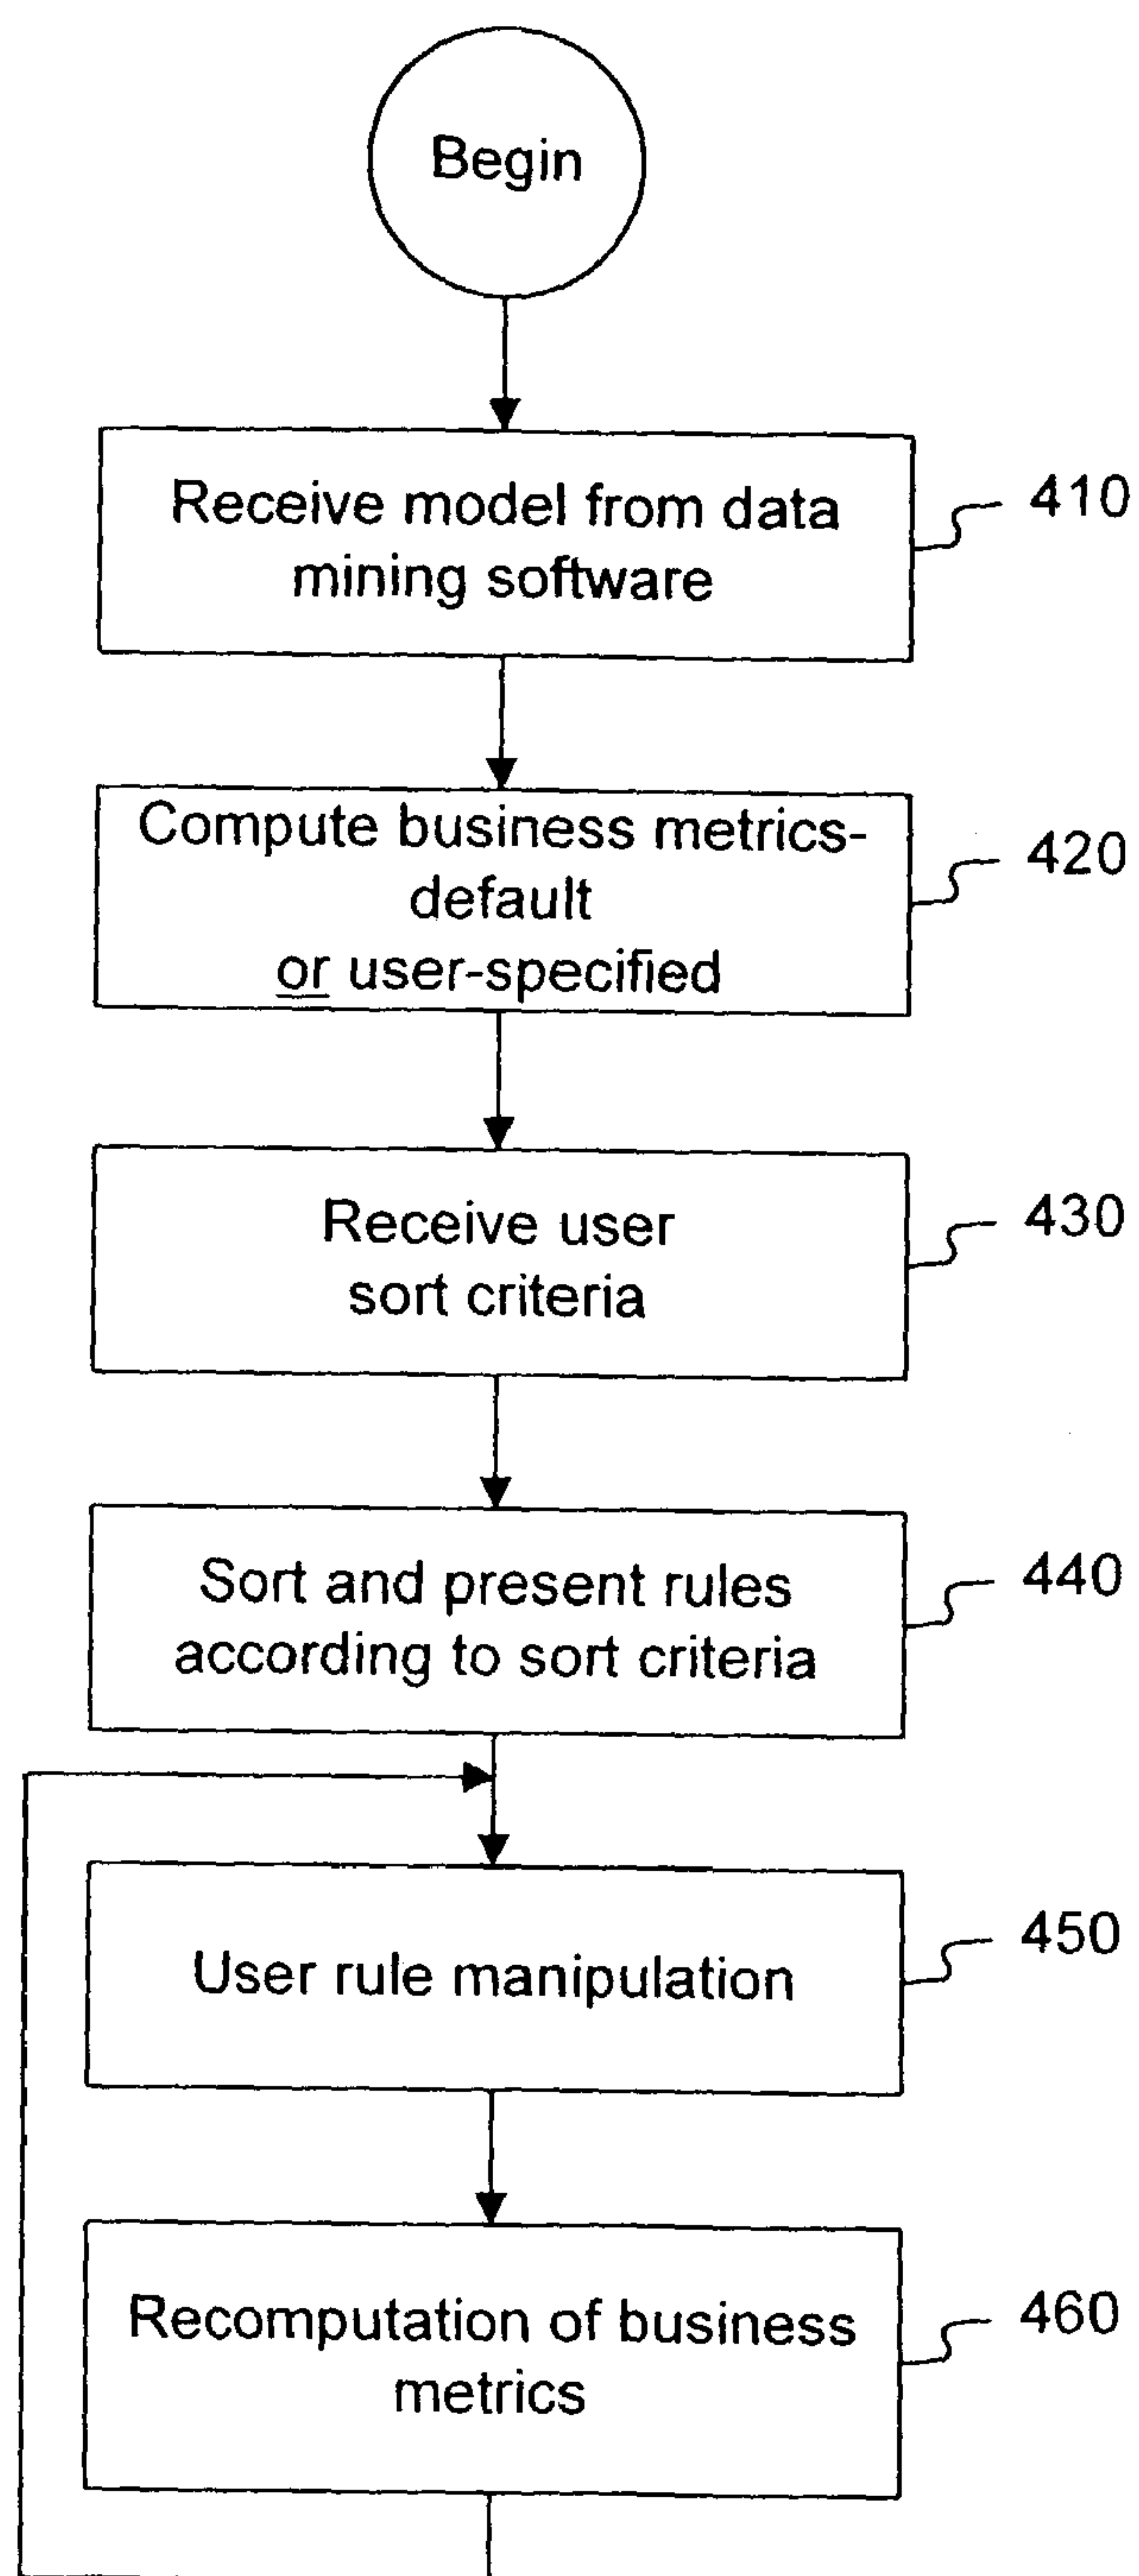 Begin
Receive model from data
mining software
410
Compute business metrics-
default
or user-specified
420
Receive user
sort criteria
430
Sort and present rules
according to sort criteria
440
User rule manipulation
450
Recomputation of business
metrics
460